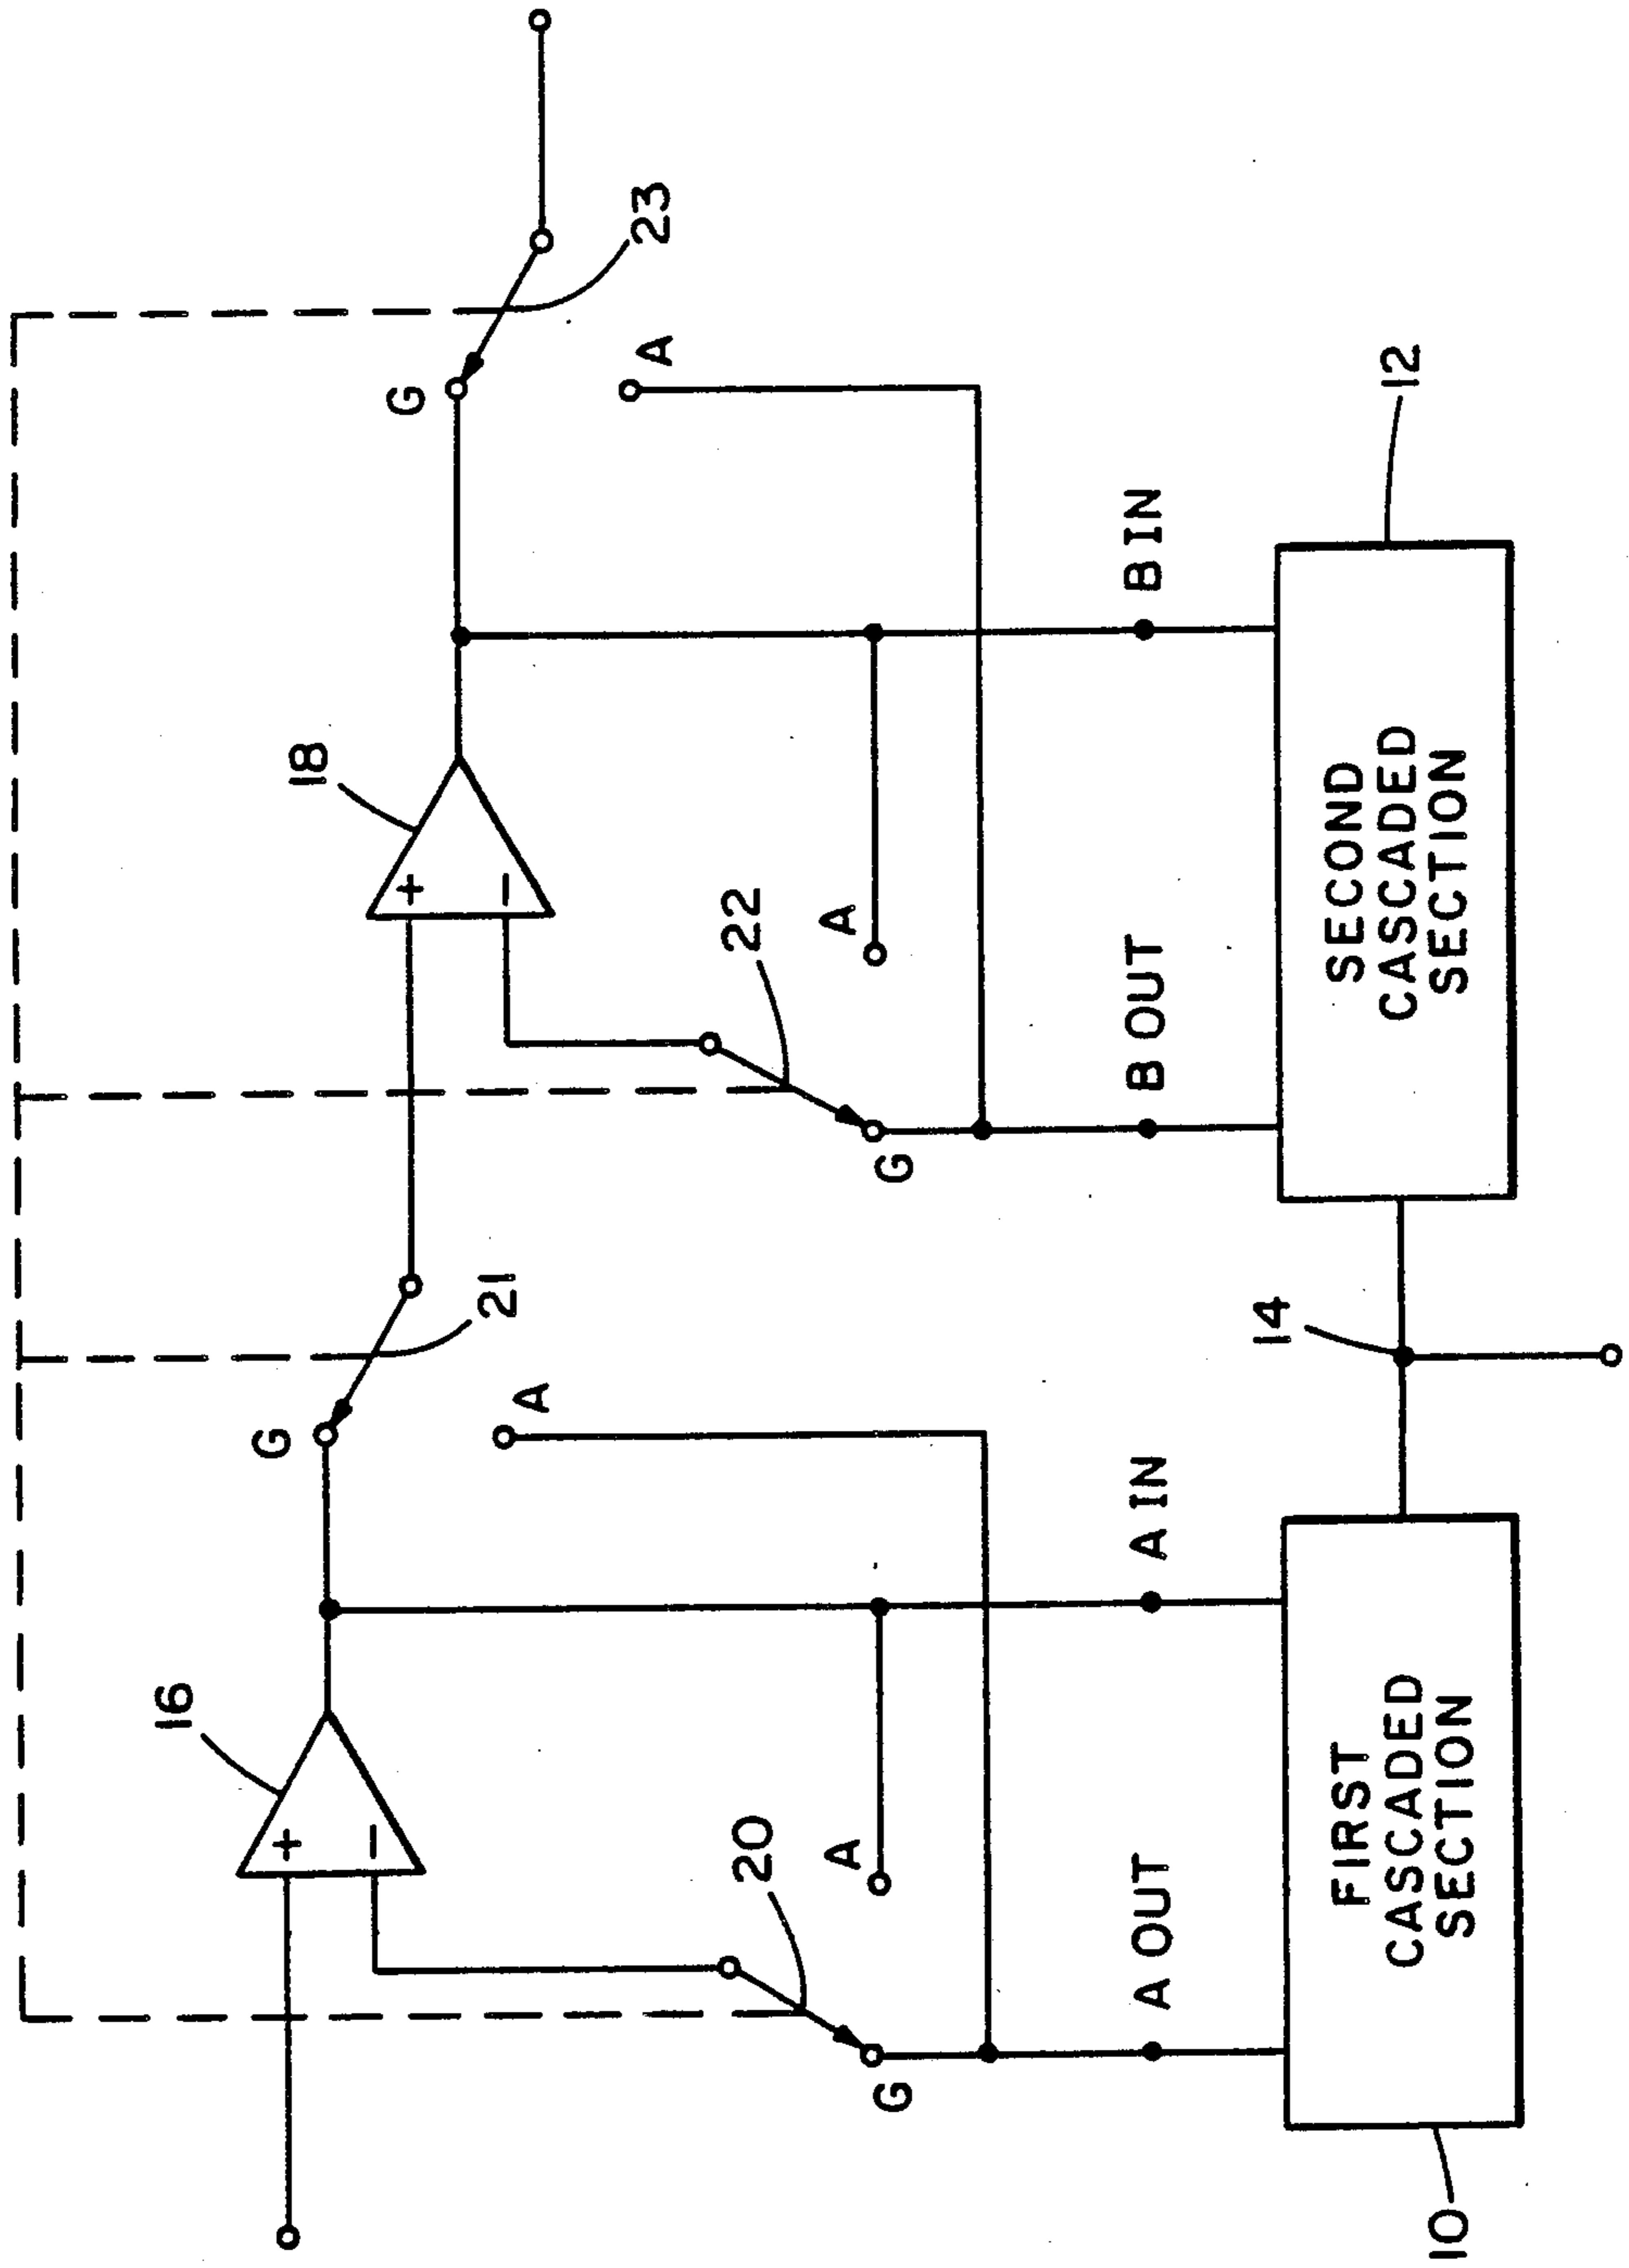 16
+
−
G
21
A
20
A
G
A OUT
A IN
18
+
−
G
23
A
22
A
G
B OUT
B IN
14
FIRST
CASCADED
SECTION
10
SECOND
CASCADED
SECTION
12